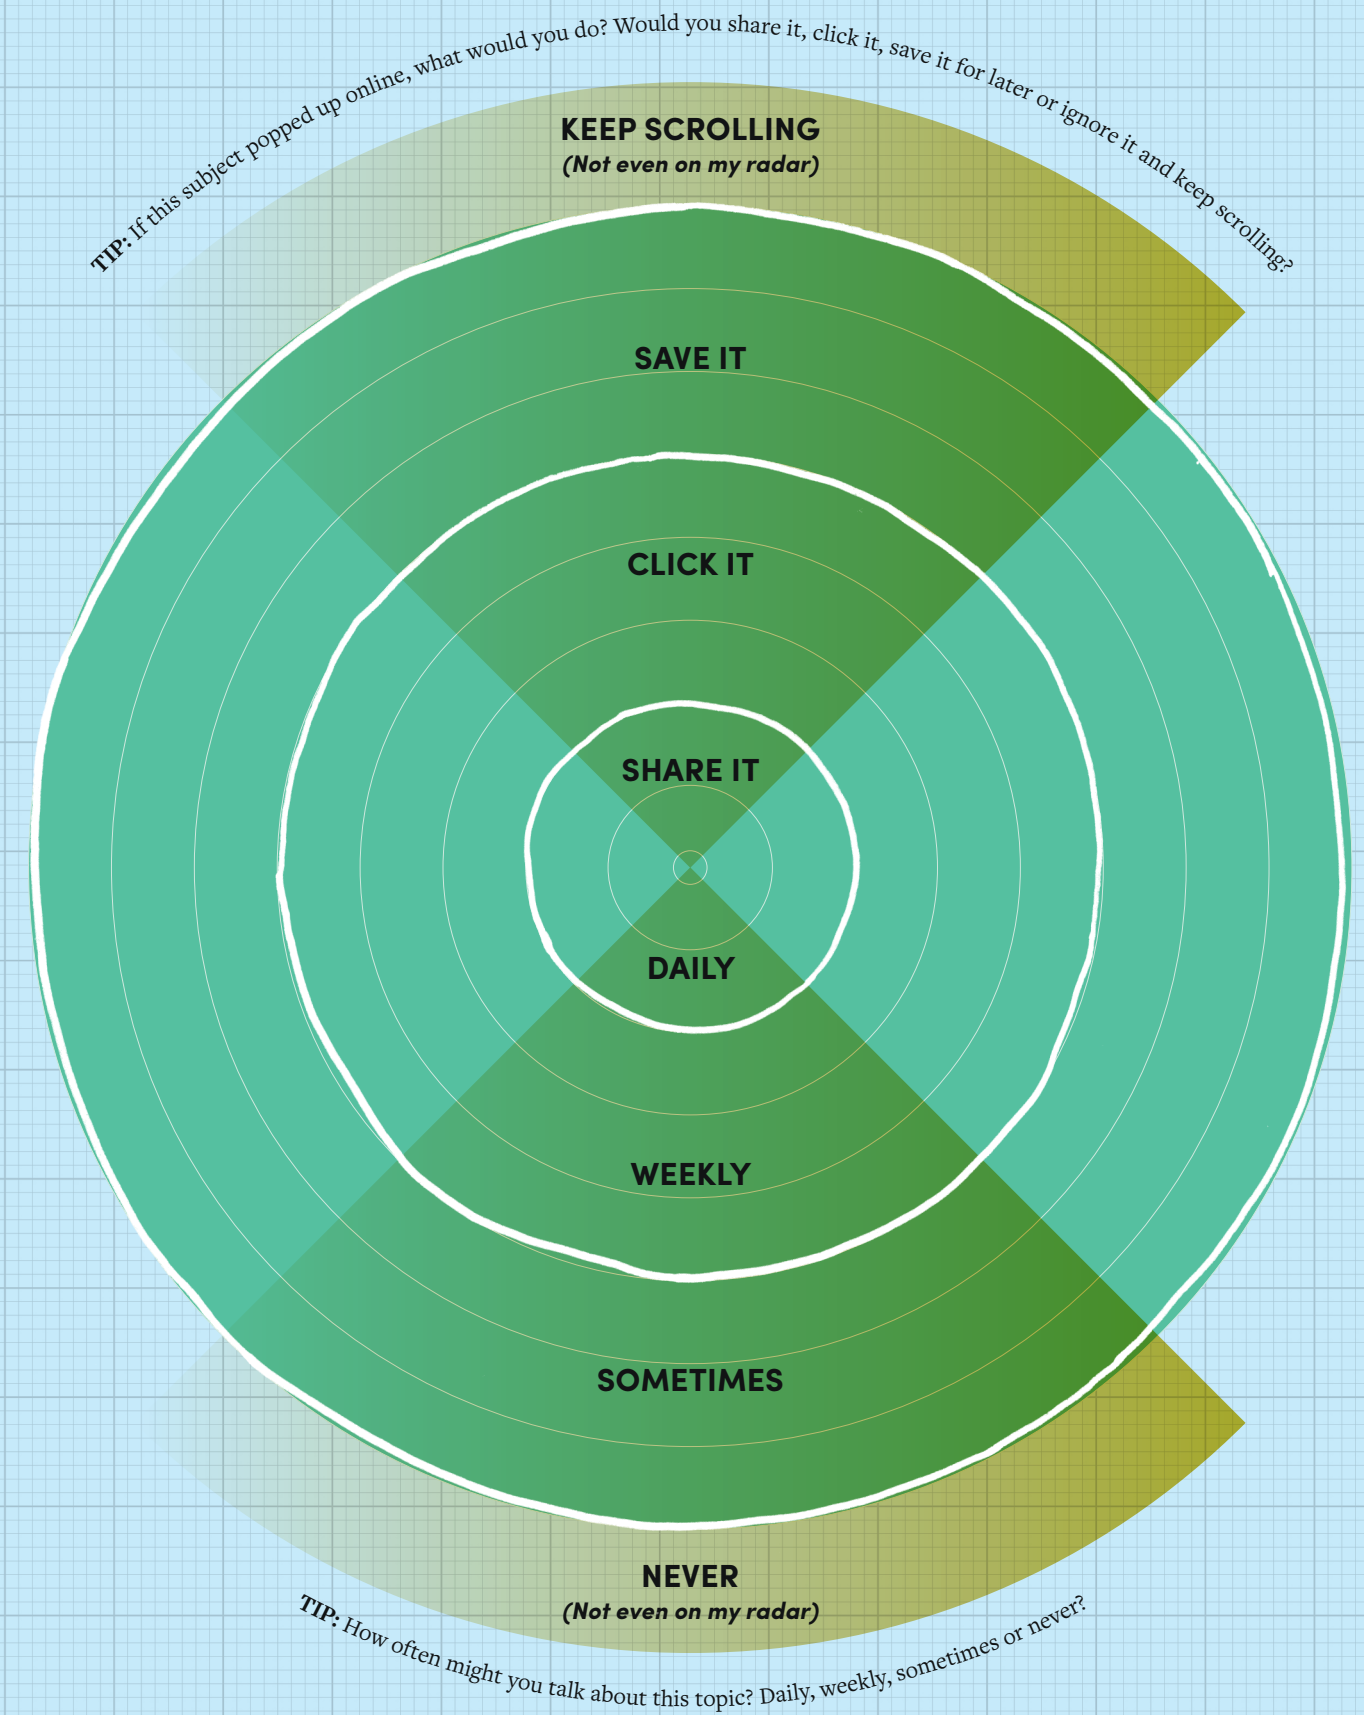 TIP: If this subject popped up online, what would you do? Would you share it, click it, save it for later or ignore it and keep scrolling?
KEEP SCROLLING
(Not even on my radar)
SAVE IT
CLICK IT
SHARE IT
DAILY
WEEKLY
SOMETIMES
NEVER
(Not even on my radar)
TIP: How often might you talk about this topic? Daily, weekly, sometimes or never?